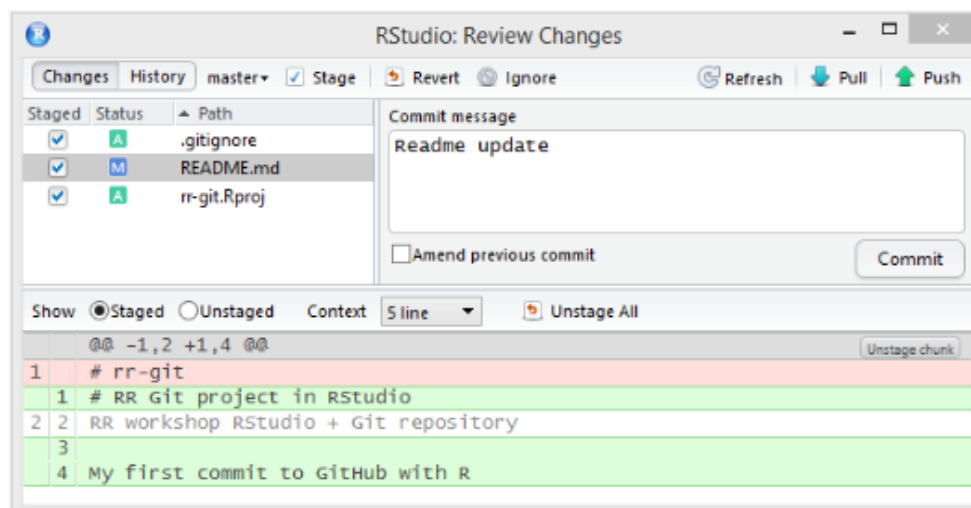 R RStudio: Review Changes
Changes History master Stage Revert Ignore Refresh Pull Push
Staged Status Path
A .gitignore
M README.md
A rr-git.Rproj
Commit message
Readme update
Amend previous commit
Commit
Show Staged Unstaged Context 5 line Unstage All
@@ -1,2 +1,4 @@ Unstage chunk
1 # rr-git
1 # RR Git project in RStudio
2 2 RR workshop RStudio + Git repository
3
4 My first commit to GitHub with R